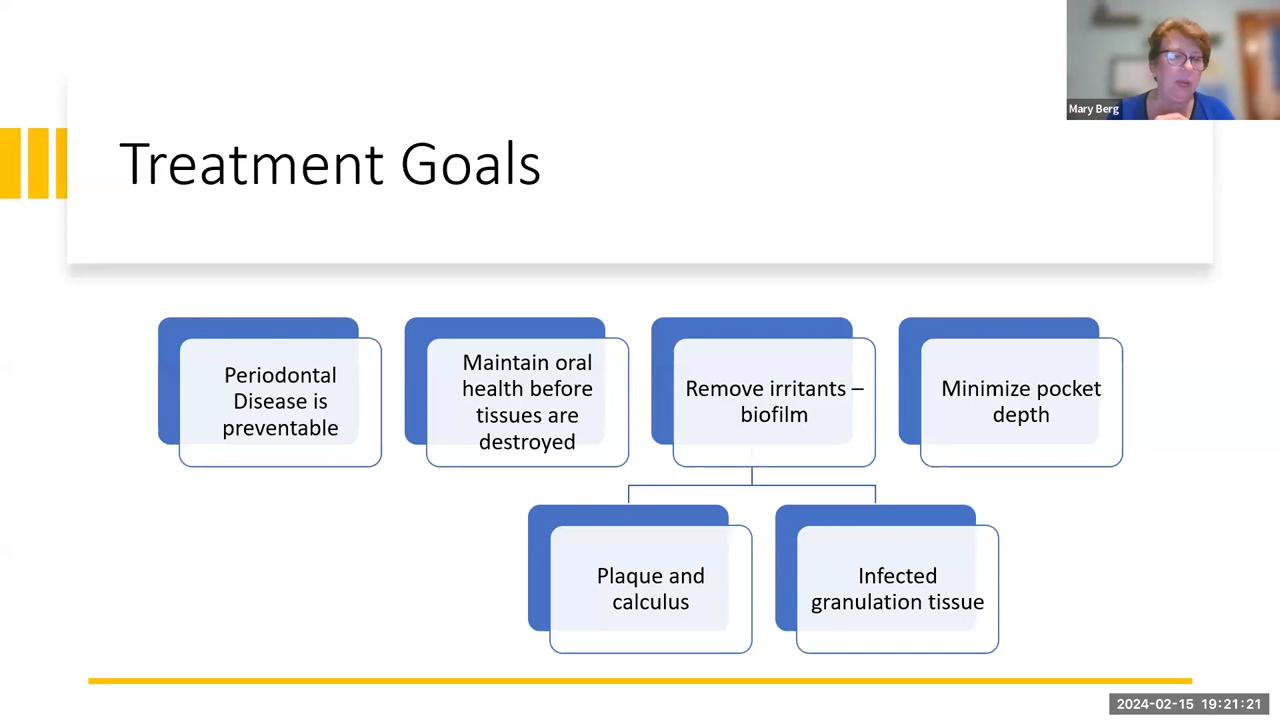 Mary Berg
Treatment Goals
Periodontal
Disease is
preventable
Maintain oral
health before
tissues are
destroyed
Remove irritants –
biofilm
Minimize pocket
depth
Plaque and
calculus
Infected
granulation tissue
2024-02-15 19:21:21